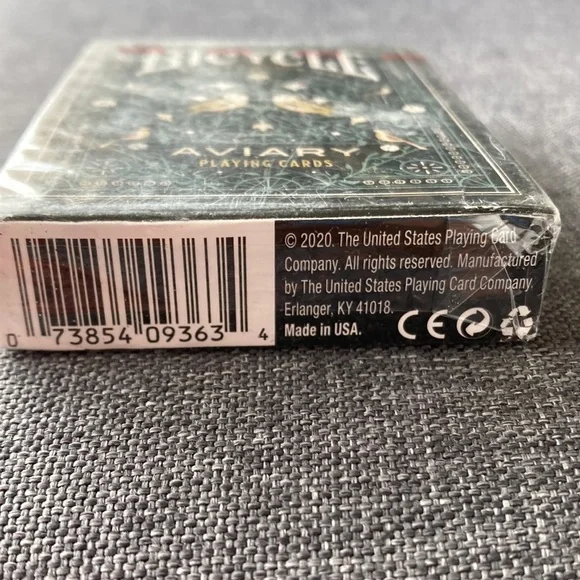 BICYCLE
AVIARY
PLAYING CARDS
© 2020. The United States Playing Card
Company. All rights reserved. Manufactured
by The United States Playing Card Company,
Erlanger, KY 41018.
Made in USA.
CE
0 73854 09363 4